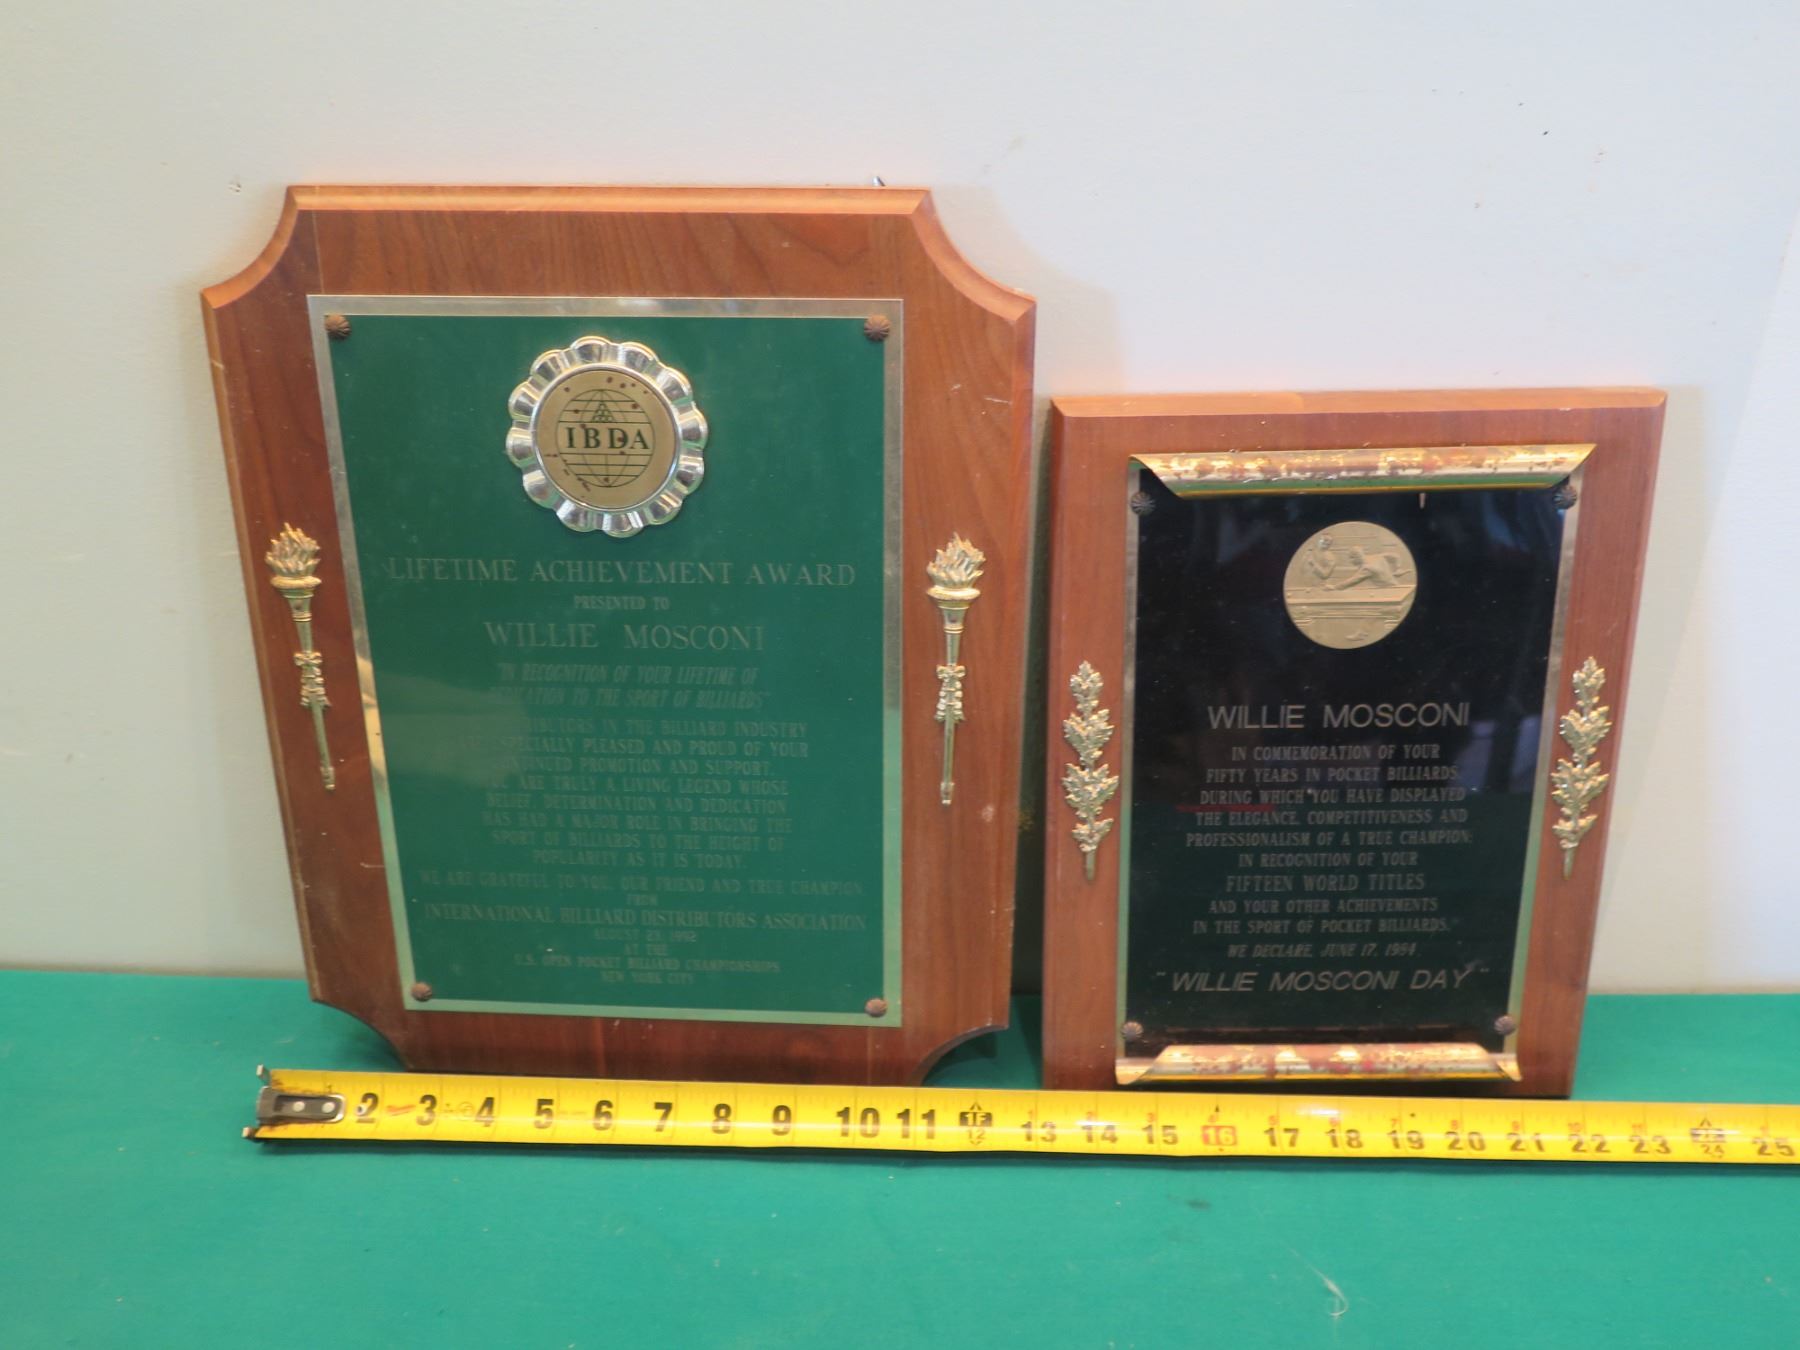 IBDA
LIFETIME ACHIEVEMENT AWARD
PRESENTED TO
WILLIE MOSCONI
"IN RECOGNITION OF YOUR LIFETIME OF
TO THE SPORT OF BILLIARDS"
IN THE BILLIARD INDUSTRY
PLEASED AND PROUD OF YOUR
PROMOTION AND SUPPORT.
ARE TRULY A LIVING LEGEND WHOSE
BELIEF, DETERMINATION AND DEDICATION
HAS HAD A MAJOR ROLE IN BRINGING THE
SPORT OF BILLIARDS TO THE HEIGHT OF
POPULARITY AS IT IS TODAY.
WE ARE GRATEFUL TO YOU, OUR FRIEND AND TRUE CHAMPION
FROM
INTERNATIONAL BILLIARD DISTRIBUTORS ASSOCIATION
AUGUST 23, 1992
AT THE
U.S. OPEN POCKET BILLIARD CHAMPIONSHIPS
NEW YORK CITY
WILLIE MOSCONI
IN COMMEMORATION OF YOUR
FIFTY YEARS IN POCKET BILLIARDS,
DURING WHICH YOU HAVE DISPLAYED
THE ELEGANCE, COMPETITIVENESS AND
PROFESSIONALISM OF A TRUE CHAMPION;
IN RECOGNITION OF YOUR
FIFTEEN WORLD TITLES
AND YOUR OTHER ACHIEVEMENTS
IN THE SPORT OF POCKET BILLIARDS,
WE DECLARE, JUNE 17, 1984,
"WILLIE MOSCONI DAY"
2 3 4 5 6 7 8 9 10 11 1F 12 13 14 15 16 17 18 19 20 21 22 23 24 25